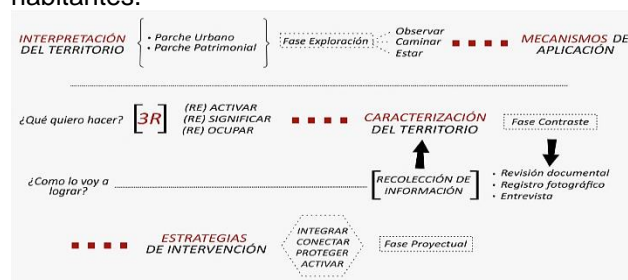 habitantes.
INTERPRETACIÓN
DEL TERRITORIO
• Parche Urbano
• Parche Patrimonial
Fase Exploración
Observar
Caminar
Estar
MECANISMOS DE
APLICACIÓN
¿Qué quiero hacer?
[3R]
(RE) ACTIVAR
(RE) SIGNIFICAR
(RE) OCUPAR
CARACTERIZACIÓN
DEL TERRITORIO
Fase Contraste
¿Como lo voy a
lograr?
[RECOLECCIÓN DE
INFORMACIÓN]
• Revisión documental
• Registro fotográfico
• Entrevista
ESTRATEGIAS
DE INTERVENCIÓN
INTEGRAR
CONECTAR
PROTEGER
ACTIVAR
Fase Proyectual